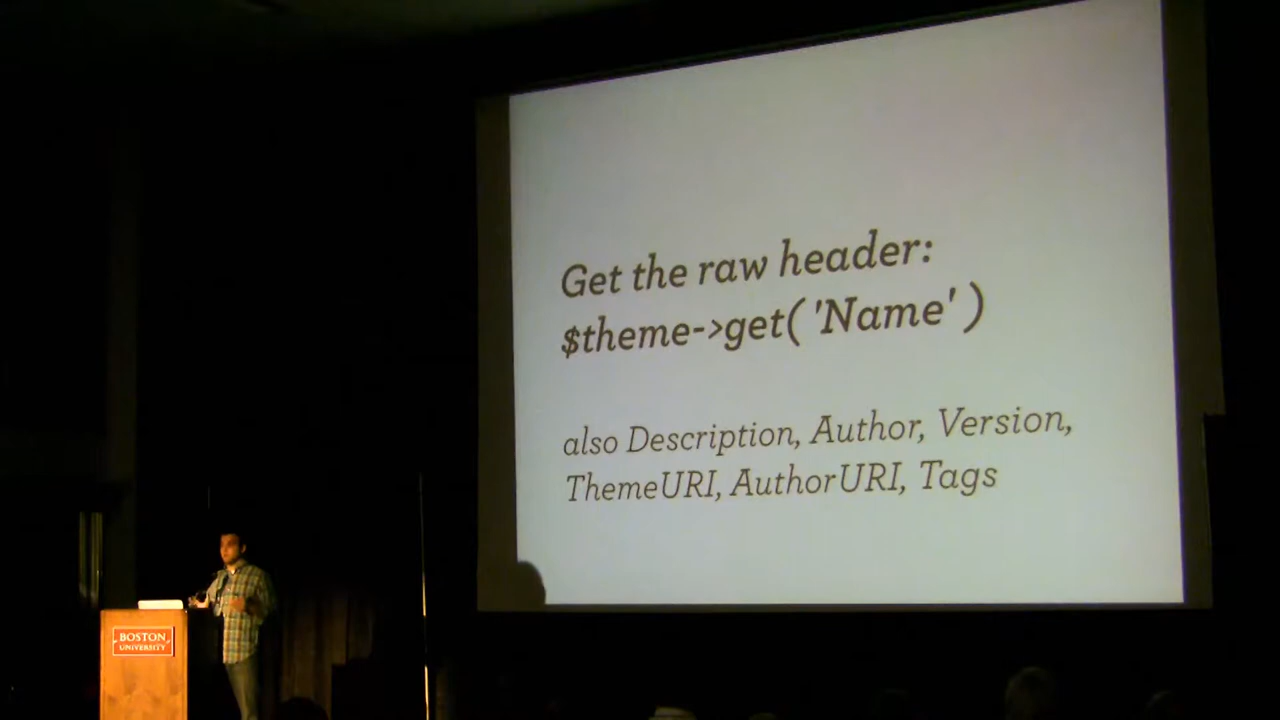 Get the raw header:
$theme->get( 'Name' )
also Description, Author, Version,
ThemeURI, AuthorURI, Tags
BOSTON
UNIVERSITY